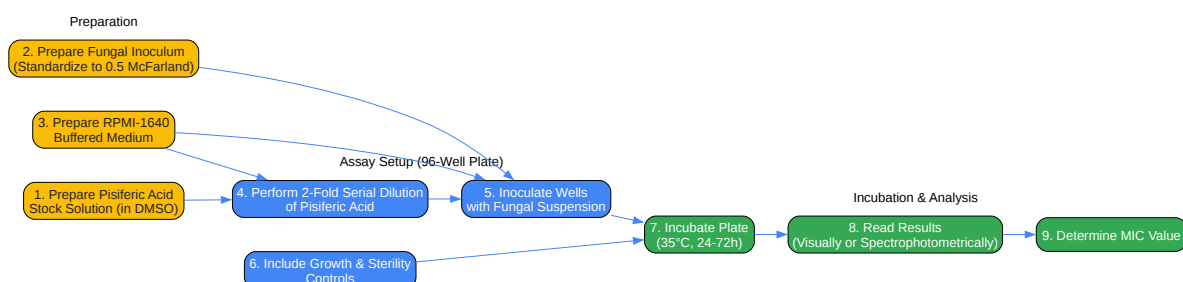 Preparation
2. Prepare Fungal Inoculum
(Standardize to 0.5 McFarland)
3. Prepare RPMI-1640
Buffered Medium
1. Prepare Pisiferic Acid
Stock Solution (in DMSO)
Assay Setup (96-Well Plate)
4. Perform 2-Fold Serial Dilution
of Pisiferic Acid
5. Inoculate Wells
with Fungal Suspension
6. Include Growth & Sterility
Controls
Incubation & Analysis
7. Incubate Plate
(35°C, 24-72h)
8. Read Results
(Visually or Spectrophotometrically)
9. Determine MIC Value